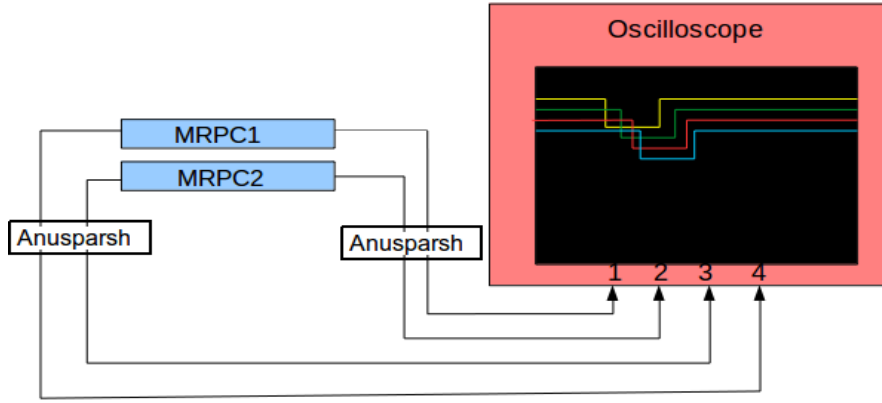 Oscilloscope
MRPC1
MRPC2
Anusparsh
Anusparsh
1 2 3 4